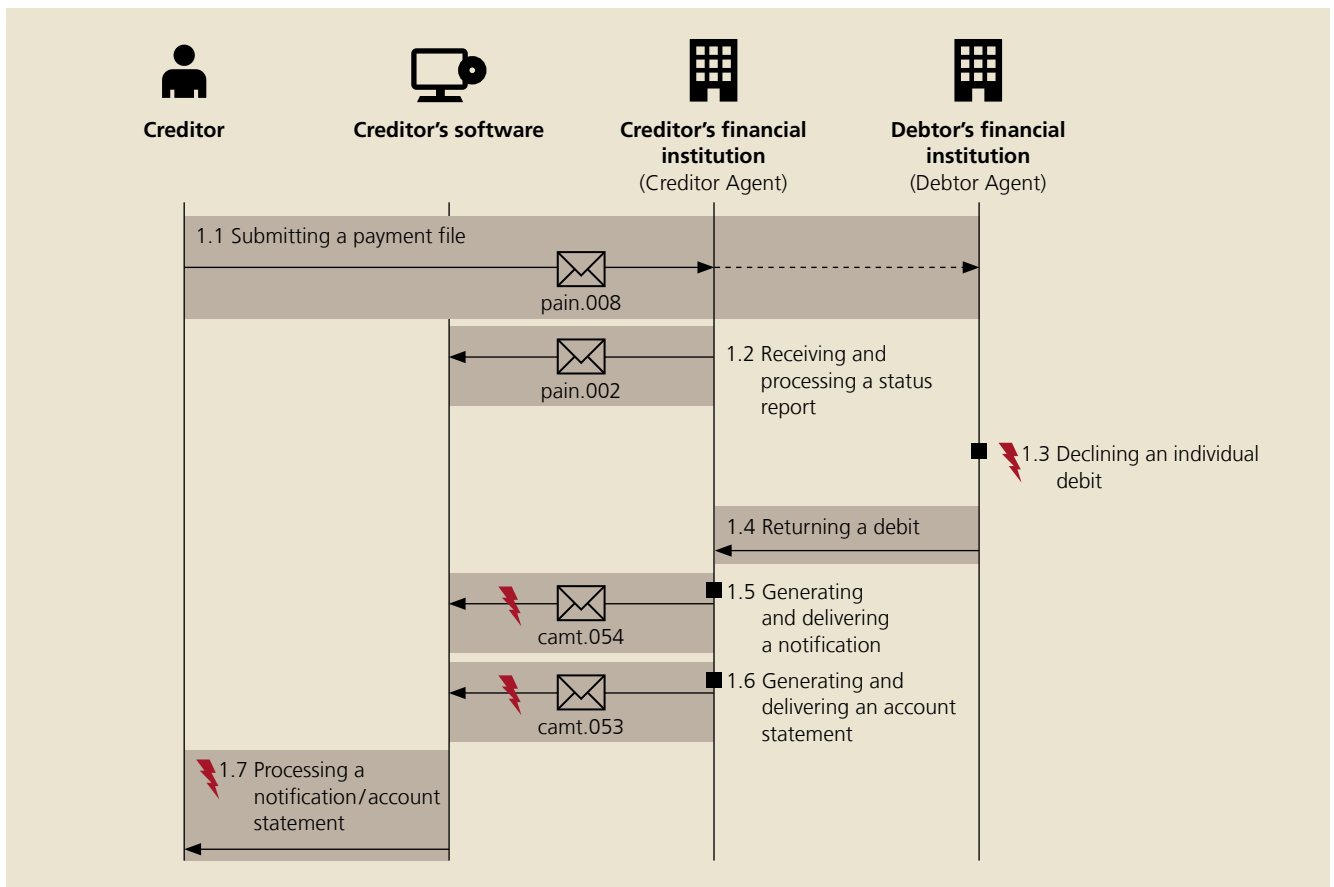 Creditor
Creditor's software
Creditor's financial
institution
(Creditor Agent)
Debtor's financial
institution
(Debtor Agent)
1.1 Submitting a payment file
pain.008
pain.002
1.2 Receiving and
processing a status
report
1.3 Declining an individual
debit
1.4 Returning a debit
camt.054
1.5 Generating
and delivering
a notification
camt.053
1.6 Generating and
delivering an account
statement
1.7 Processing a
notification/account
statement